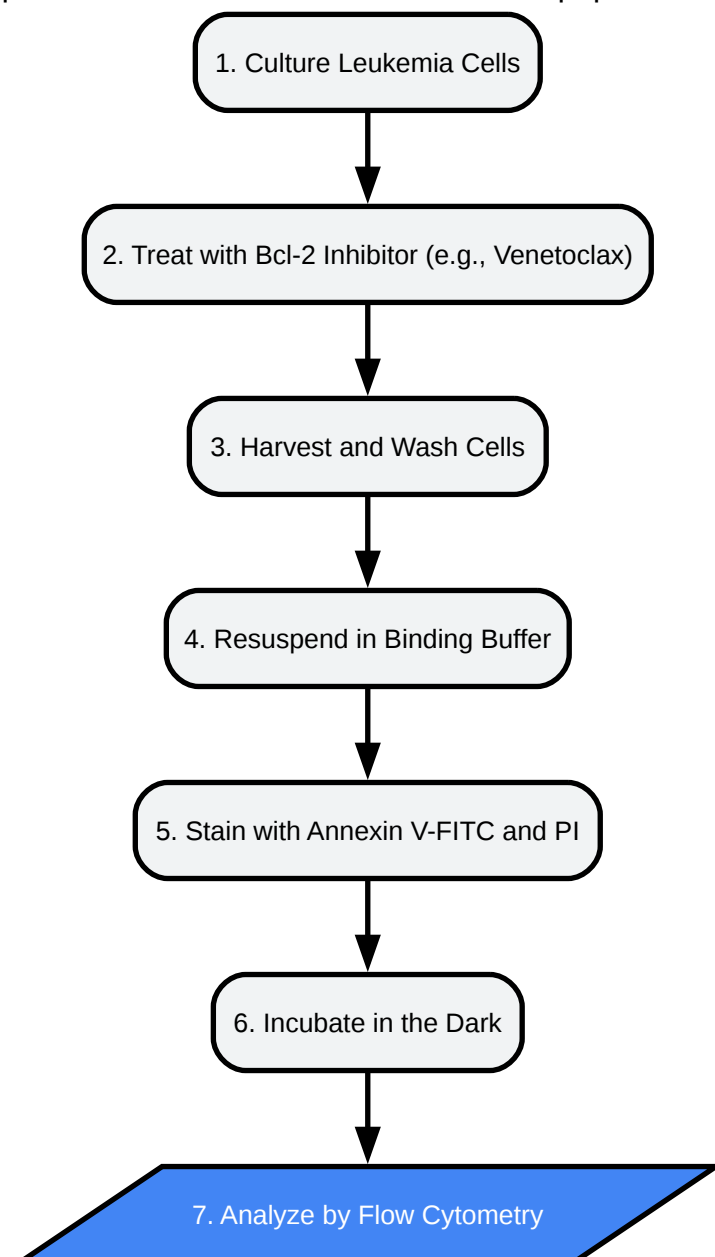 1. Culture Leukemia Cells
2. Treat with Bcl-2 Inhibitor (e.g., Venetoclax)
3. Harvest and Wash Cells
4. Resuspend in Binding Buffer
5. Stain with Annexin V-FITC and PI
6. Incubate in the Dark
7. Analyze by Flow Cytometry